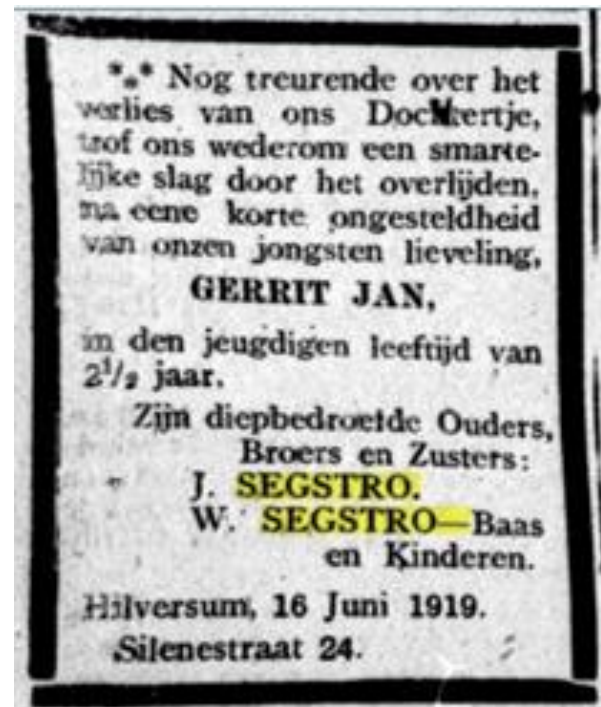 *⁎* Nog treurende over het
verlies van ons Dochtertje,
trof ons wederom een smarte-
lijke slag door het overlijden,
na eene korte ongesteldheid
van onzen jongsten lieveling,
GERRIT JAN,
in den jeugdigen leeftijd van
2½ jaar.
Zijn diepbedroefde Ouders,
Broers en Zusters:
J. SEGSTRO.
W. SEGSTRO—Baas
en Kinderen.
Hilversum, 16 Juni 1919.
Silenestraat 24.